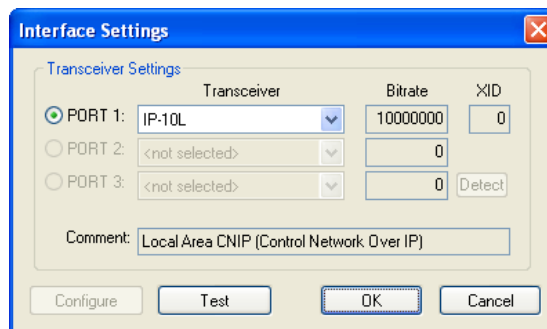 Interface Settings
Transceiver Settings
Transceiver Bitrate XID
PORT 1: IP-10L 10000000 0
PORT 2: <not selected> 0
PORT 3: <not selected> 0 Detect
Comment: Local Area CNIP (Control Network Over IP)
Configure Test OK Cancel